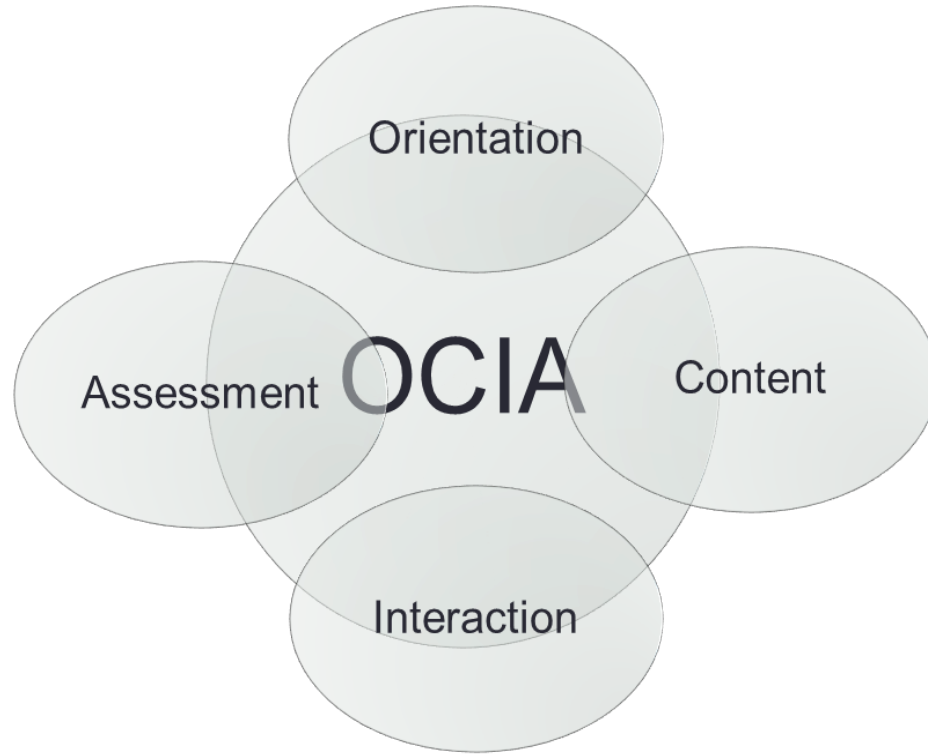 Orientation
OCIA
Content
Assessment
Interaction